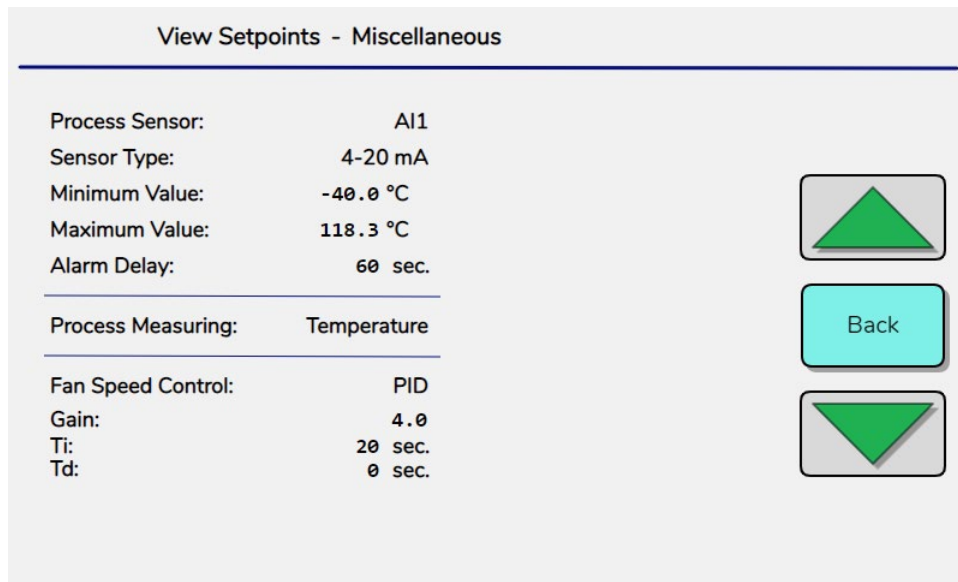 View Setpoints - Miscellaneous
Process Sensor: AI1
Sensor Type: 4-20 mA
Minimum Value: -40.0 °C
Maximum Value: 118.3 °C
Alarm Delay: 60 sec.
Process Measuring: Temperature
Back
Fan Speed Control: PID
Gain: 4.0
Ti: 20 sec.
Td: 0 sec.